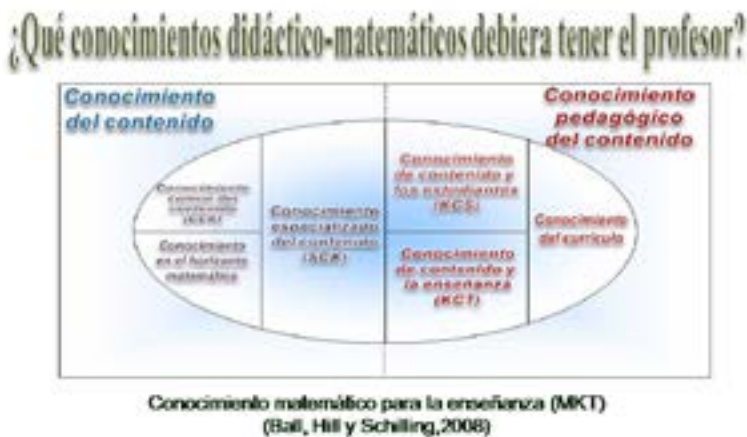 ¿Qué conocimientos didáctico-matemáticos debiera tener el profesor?
Conocimiento
del contenido
Conocimiento
pedagógico
del contenido
Conocimiento
común del
contenido
(CCK)
Conocimiento
en el horizonte
matemático
Conocimiento
especializado
del contenido
(SCK)
Conocimiento
de contenido y
los estudiantes
(KCS)
Conocimiento
de contenido y
la enseñanza
(KCT)
Conocimiento
del currículo
Conocimiento matemático para la enseñanza (MKT)
(Ball, Hill y Schilling,2008)